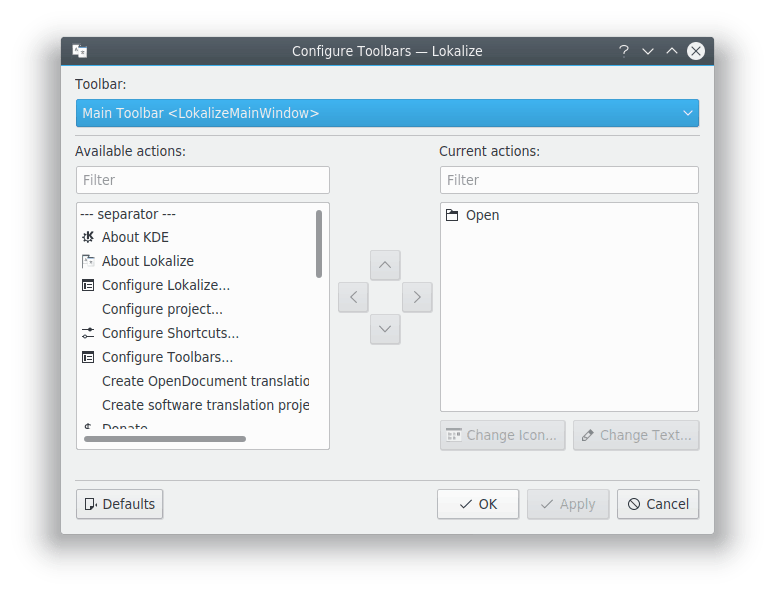 Configure Toolbars — Lokalize
Toolbar:
Main Toolbar <LokalizeMainWindow>
Available actions:
Current actions:
Filter
Filter
--- separator ---
About KDE
About Lokalize
Configure Lokalize...
Configure project...
Configure Shortcuts...
Configure Toolbars...
Create OpenDocument translatio
Create software translation proje
Donate
Open
Change Icon...
Change Text...
Defaults
OK
Apply
Cancel